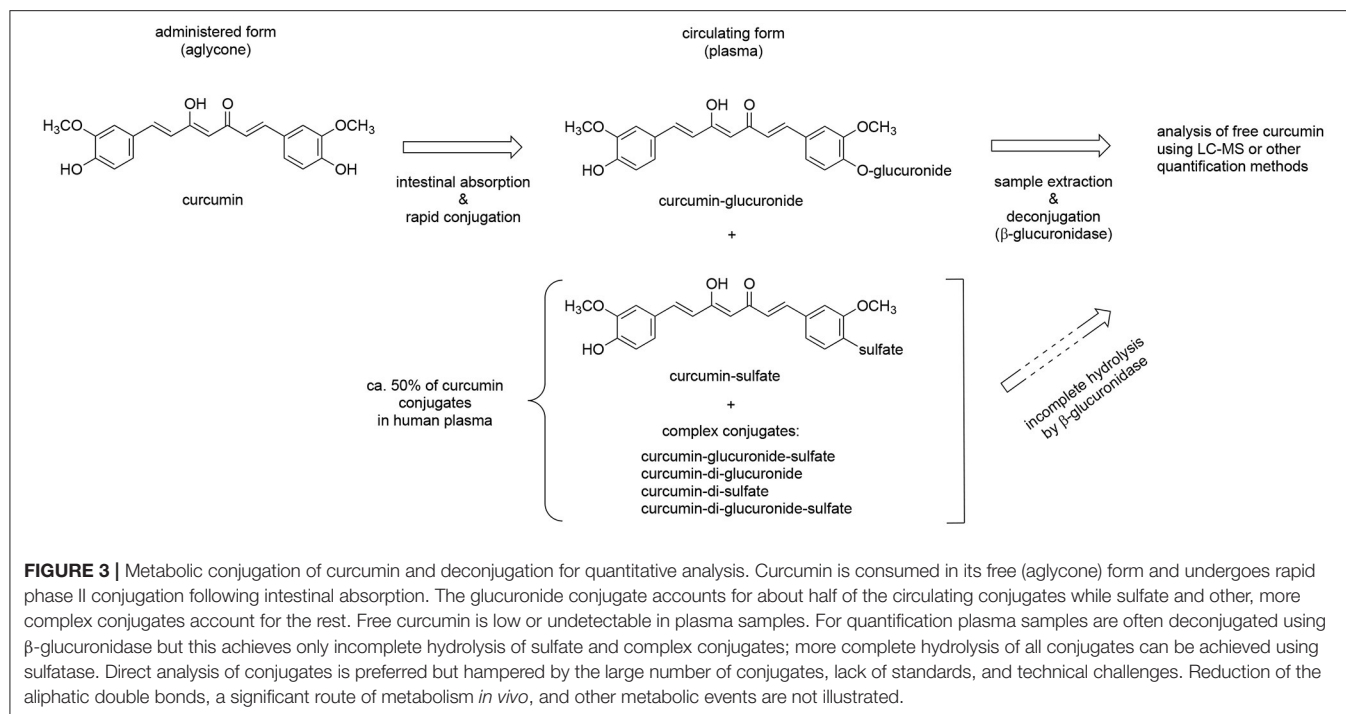 administered form
(aglycone)
circulating form
(plasma)
OH
O
H₃CO
OCH₃
HO
OH
curcumin
intestinal absorption
&
rapid conjugation
OH
O
H₃CO
OCH₃
HO
O-glucuronide
curcumin-glucuronide
+
sample extraction
&
deconjugation
(β-glucuronidase)
analysis of free curcumin
using LC-MS or other
quantification methods
ca. 50% of curcumin
conjugates
in human plasma
OH
O
H₃CO
OCH₃
HO
sulfate
curcumin-sulfate
+
complex conjugates:
curcumin-glucuronide-sulfate
curcumin-di-glucuronide
curcumin-di-sulfate
curcumin-di-glucuronide-sulfate
incomplete hydrolysis
by β-glucuronidase
FIGURE 3 | Metabolic conjugation of curcumin and deconjugation for quantitative analysis. Curcumin is consumed in its free (aglycone) form and undergoes rapid
phase II conjugation following intestinal absorption. The glucuronide conjugate accounts for about half of the circulating conjugates while sulfate and other, more
complex conjugates account for the rest. Free curcumin is low or undetectable in plasma samples. For quantification plasma samples are often deconjugated using
β-glucuronidase but this achieves only incomplete hydrolysis of sulfate and complex conjugates; more complete hydrolysis of all conjugates can be achieved using
sulfatase. Direct analysis of conjugates is preferred but hampered by the large number of conjugates, lack of standards, and technical challenges. Reduction of the
aliphatic double bonds, a significant route of metabolism in vivo, and other metabolic events are not illustrated.